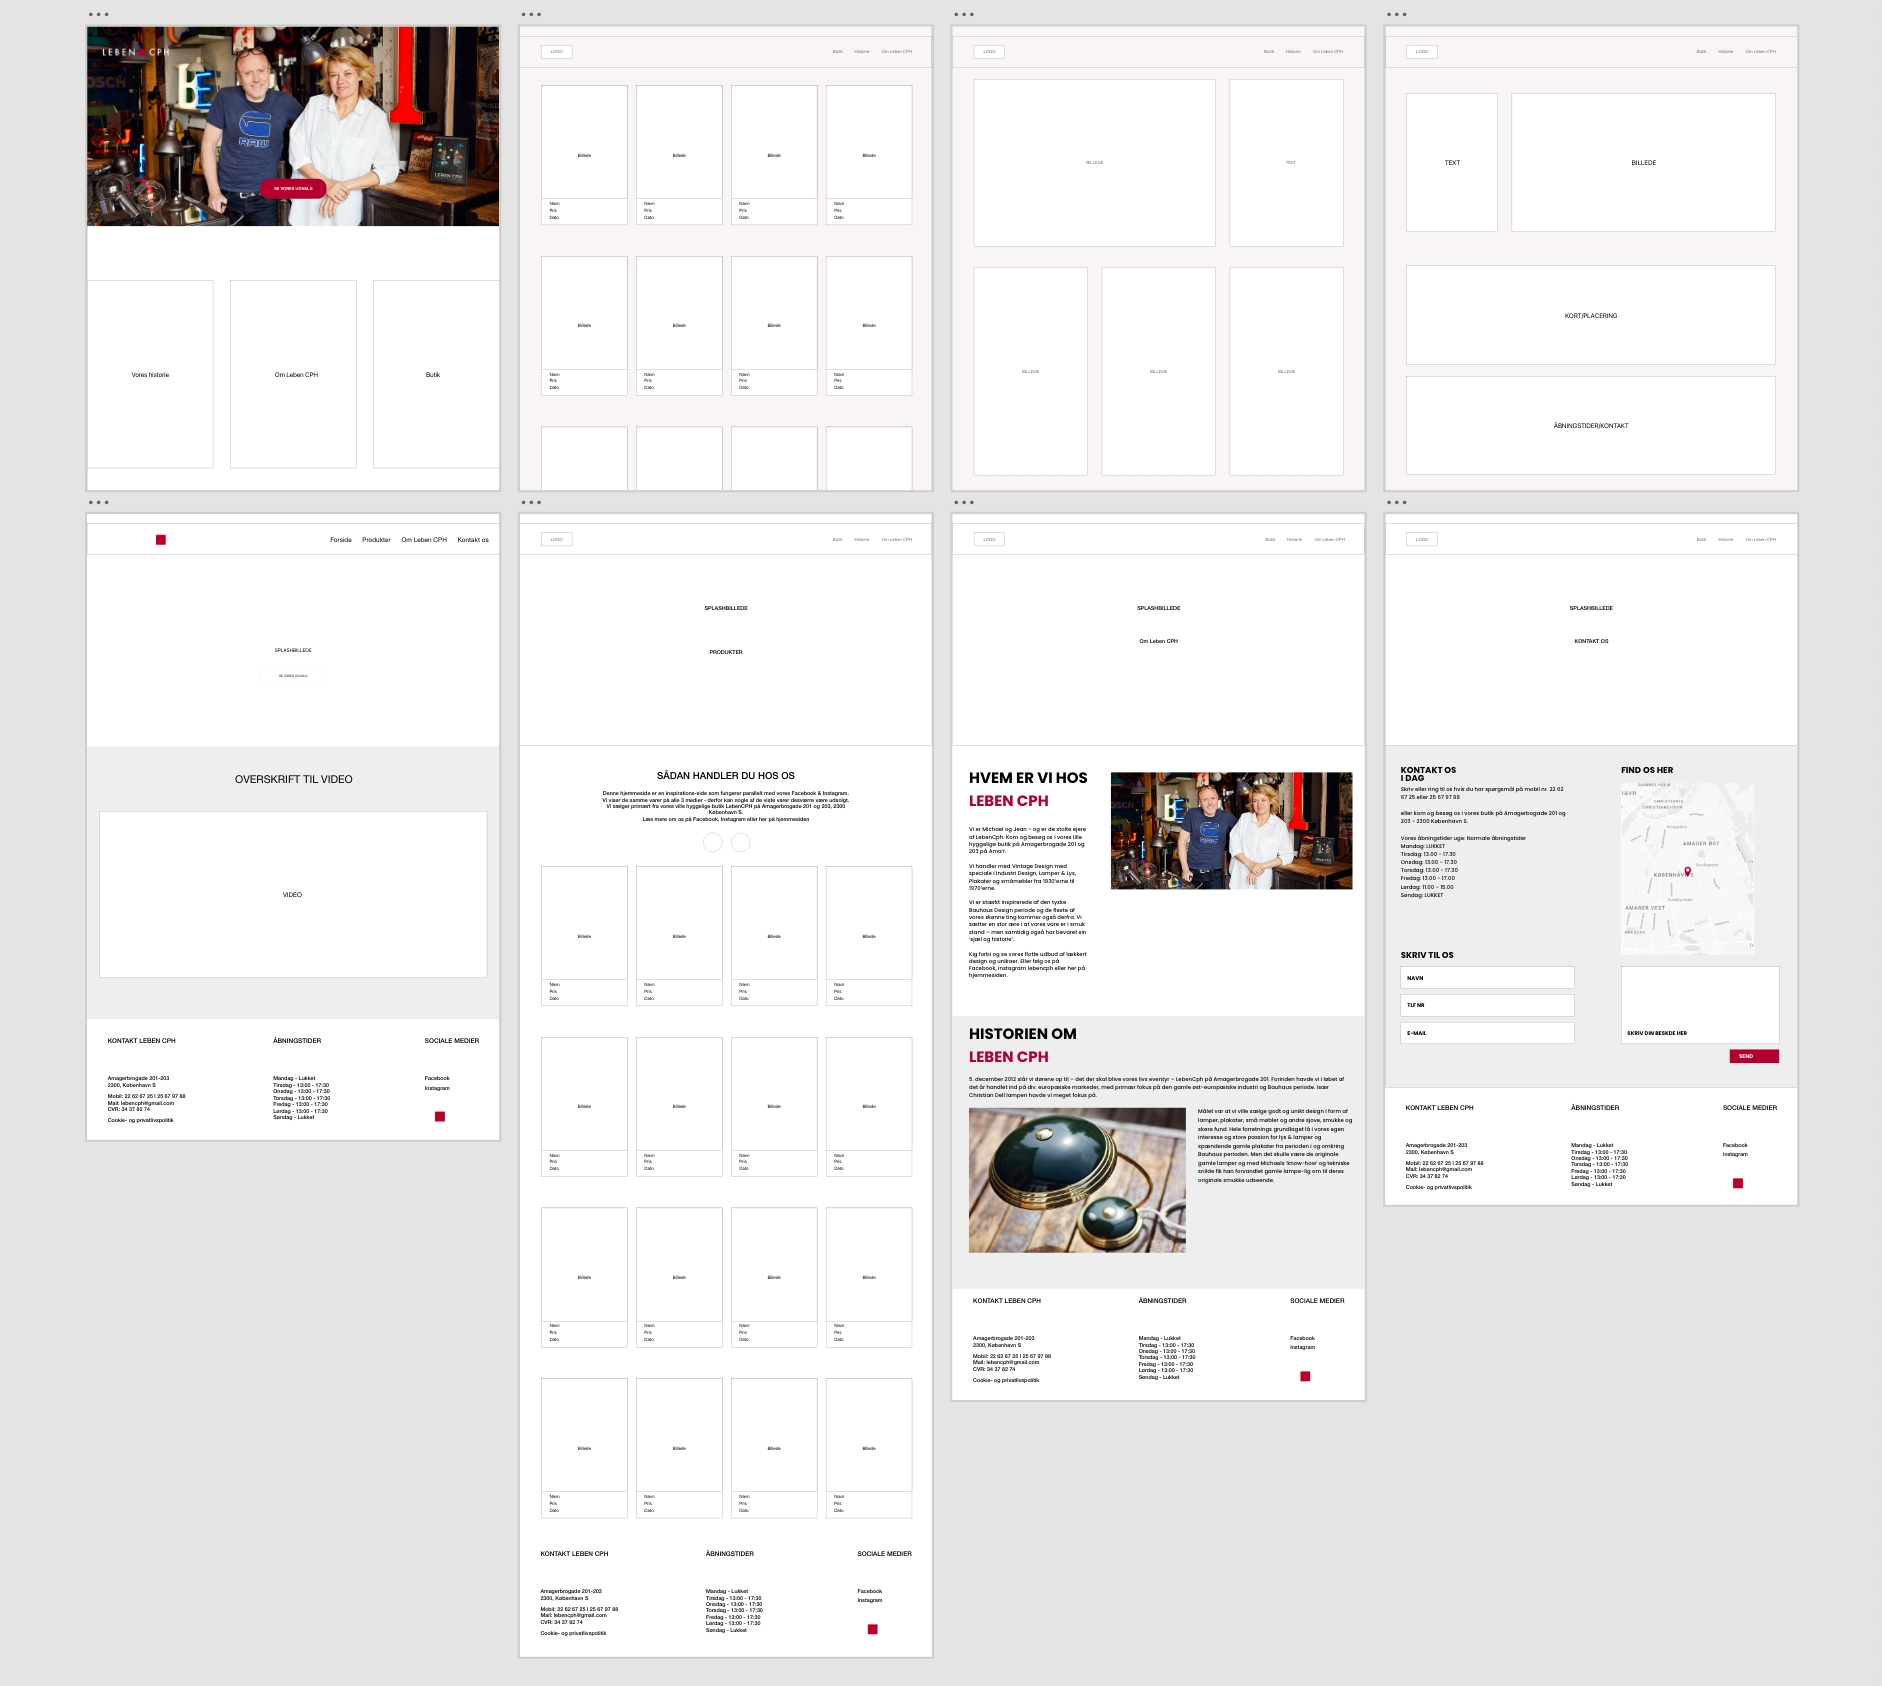 LEBEN CPH
BE
RAW
LEBEN CPH
SE VORES UDVALG
Vores historie
Om Leben CPH
Butik
LOGO
Butik Historie Om Leben CPH
Billede Billede Billede Billede
Navn Navn Navn Navn
Pris Pris Pris Pris
Dato Dato Dato Dato
Billede Billede Billede Billede
Navn Navn Navn Navn
Pris Pris Pris Pris
Dato Dato Dato Dato
LOGO
Butik Historie Om Leben CPH
BILLEDE
TEXT
BILLEDE
BILLEDE
BILLEDE
LOGO
Butik Historie Om Leben CPH
TEXT
BILLEDE
KORT/PLACERING
ÅBNINGSTIDER/KONTAKT
Forside Produkter Om Leben CPH Kontakt os
SPLASHBILLEDE
SE VORES UDVALG
OVERSKRIFT TIL VIDEO
VIDEO
KONTAKT LEBEN CPH
Amagerbrogade 201-203
2300, København S
Mobil: 22 62 67 25 I 25 67 97 88
Mail: lebencph@gmail.com
CVR: 34 37 82 74
Cookie- og privatlivspolitik
ÅBNINGSTIDER
Mandag - Lukket
Tirsdag - 13:00 - 17:30
Onsdag - 13:00 - 17:30
Torsdag - 13:00 - 17:30
Fredag - 13:00 - 17:30
Lørdag - 13:00 - 17:30
Søndag - Lukket
SOCIALE MEDIER
Facebook
Instagram
LOGO
Butik Historie Om Leben CPH
SPLASHBILLEDE
PRODUKTER
SÅDAN HANDLER DU HOS OS
Denne hjemmeside er en inspirations-side som fungerer parallelt med vores Facebook & Instagram.
Vi viser de samme varer på alle 3 medier - derfor kan nogle af de viste varer desværre være udsolgt.
Vi sælger primært fra vores ville hyggelige butik LebenCPH på Amagerbrogade 201 og 203, 2300
København S.
Læs mere om os på Facebook, Instagram eller her på hjemmesiden
Billede Billede Billede Billede
Navn Navn Navn Navn
Pris Pris Pris Pris
Dato Dato Dato Dato
Billede Billede Billede Billede
Navn Navn Navn Navn
Pris Pris Pris Pris
Dato Dato Dato Dato
Billede Billede Billede Billede
Navn Navn Navn Navn
Pris Pris Pris Pris
Dato Dato Dato Dato
Billede Billede Billede Billede
Navn Navn Navn Navn
Pris Pris Pris Pris
Dato Dato Dato Dato
KONTAKT LEBEN CPH
Amagerbrogade 201-203
2300, København S
Mobil: 22 62 67 25 I 25 67 97 88
Mail: lebencph@gmail.com
CVR: 34 37 82 74
Cookie- og privatlivspolitik
ÅBNINGSTIDER
Mandag - Lukket
Tirsdag - 13:00 - 17:30
Onsdag - 13:00 - 17:30
Torsdag - 13:00 - 17:30
Fredag - 13:00 - 17:30
Lørdag - 13:00 - 17:30
Søndag - Lukket
SOCIALE MEDIER
Facebook
Instagram
LOGO
Butik Historie Om Leben CPH
SPLASHBILLEDE
Om Leben CPH
HVEM ER VI HOS
LEBEN CPH
Vi er Michael og Jean – og er de stolte ejere
af LebenCph. Kom og besøg os i vores lille
hyggelige butik på Amagerbrogade 201 og
203 på Ama'r.
Vi handler med Vintage Design med
speciale i Industri Design, Lamper & Lys,
Plakater og småmøbler fra 1930'erne til
1970'erne.
Vi er stærkt inspirerede af den tyske
Bauhaus Design periode og de fleste af
vores skønne ting kommer også derfra. Vi
sætter en stor ære i at vores vare er i smuk
stand – men samtidig også har bevaret sin
'sjæl og historie'.
Kig forbi og se vores flotte udbud af lækkert
design og unikaer. Eller følg os på
Facebook, instagram lebencph eller her på
hjemmesiden.
HISTORIEN OM
LEBEN CPH
5. december 2012 slår vi dørene op til – det der skal blive vores livs eventyr – LebenCph på Amagerbrogade 201. Forinden havde vi i løbet af
det år handlet ind på div. europæiske markeder, med primær fokus på den gamle øst-europæiske industri og Bauhaus periode. Især
Christian Dell lampen havde vi meget fokus på.
Målet var at vi ville sælge godt og unikt design i form af
lamper, plakater, små møbler og andre sjove, smukke og
skøre fund. Hele forretnings grundlaget lå i vores egen
interesse og store passion for lys & lamper og
spændende gamle plakater fra perioden i og omkring
Bauhaus perioden. Men det skulle være de originale
gamle lamper og med Michaels 'know-how' og tekniske
snilde fik han forvandlet gamle lampe-lig om til deres
originale smukke udseende.
KONTAKT LEBEN CPH
Amagerbrogade 201-203
2300, København S
Mobil: 22 62 67 25 I 25 67 97 88
Mail: lebencph@gmail.com
CVR: 34 37 82 74
Cookie- og privatlivspolitik
ÅBNINGSTIDER
Mandag - Lukket
Tirsdag - 13:00 - 17:30
Onsdag - 13:00 - 17:30
Torsdag - 13:00 - 17:30
Fredag - 13:00 - 17:30
Lørdag - 13:00 - 17:30
Søndag - Lukket
SOCIALE MEDIER
Facebook
Instagram
LOGO
Butik Historie Om Leben CPH
SPLASHBILLEDE
KONTAKT OS
KONTAKT OS
I DAG
Skriv eller ring til os hvis du har spørgsmål på mobil nr. 22 62
67 25 eller 25 67 97 88
eller kom og besøg os i vores butik på Amagerbogade 201 og
203 – 2300 København S.
Vores åbningstider uge: Normale åbningstider
Mandag: LUKKET
Tirsdag: 13.00 – 17.30
Onsdag: 13.00 – 17.30
Torsdag: 13.00 – 17.30
Fredag: 13.00 – 17.00
Lørdag: 11.00 – 15.00
Søndag: LUKKET
FIND OS HER
CHRISTIANSHAVN
AMAGER ØST
KØBENHAVN S
AMAGER VEST
SKRIV TIL OS
NAVN
TLF NR
E-MAIL
SKRIV DIN BESKDE HER
SEND
KONTAKT LEBEN CPH
Amagerbrogade 201-203
2300, København S
Mobil: 22 62 67 25 I 25 67 97 88
Mail: lebencph@gmail.com
CVR: 34 37 82 74
Cookie- og privatlivspolitik
ÅBNINGSTIDER
Mandag - Lukket
Tirsdag - 13:00 - 17:30
Onsdag - 13:00 - 17:30
Torsdag - 13:00 - 17:30
Fredag - 13:00 - 17:30
Lørdag - 13:00 - 17:30
Søndag - Lukket
SOCIALE MEDIER
Facebook
Instagram